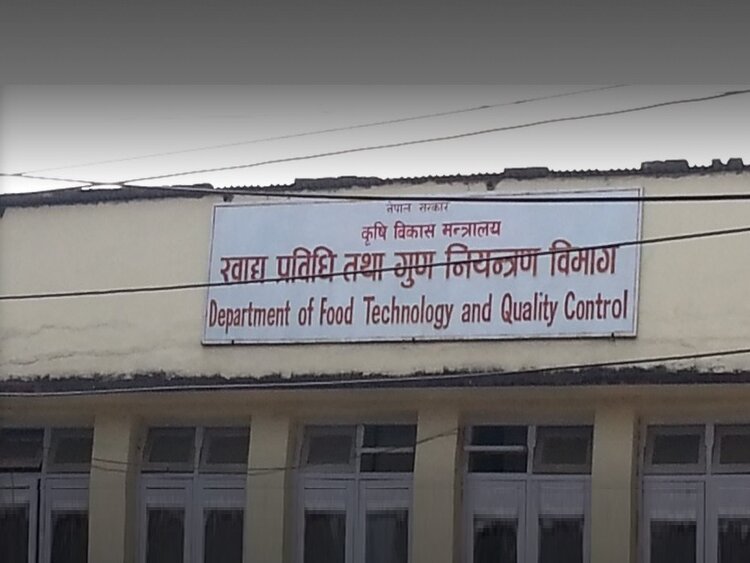 नेपाल सरकार
कृषि विकास मन्त्रालय
खाद्य प्रविधि तथा गुण नियन्त्रण विभाग
Department of Food Technology and Quality Control